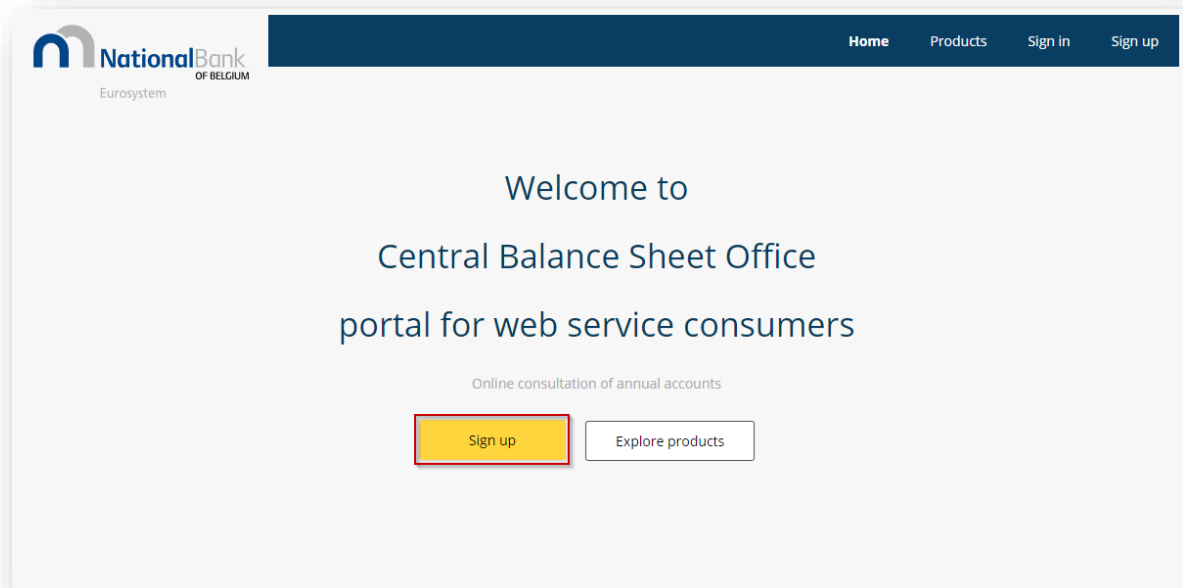 NationalBank
OF BELGIUM
Eurosystem
Home Products Sign in Sign up
Welcome to
Central Balance Sheet Office
portal for web service consumers
Online consultation of annual accounts
Sign up Explore products